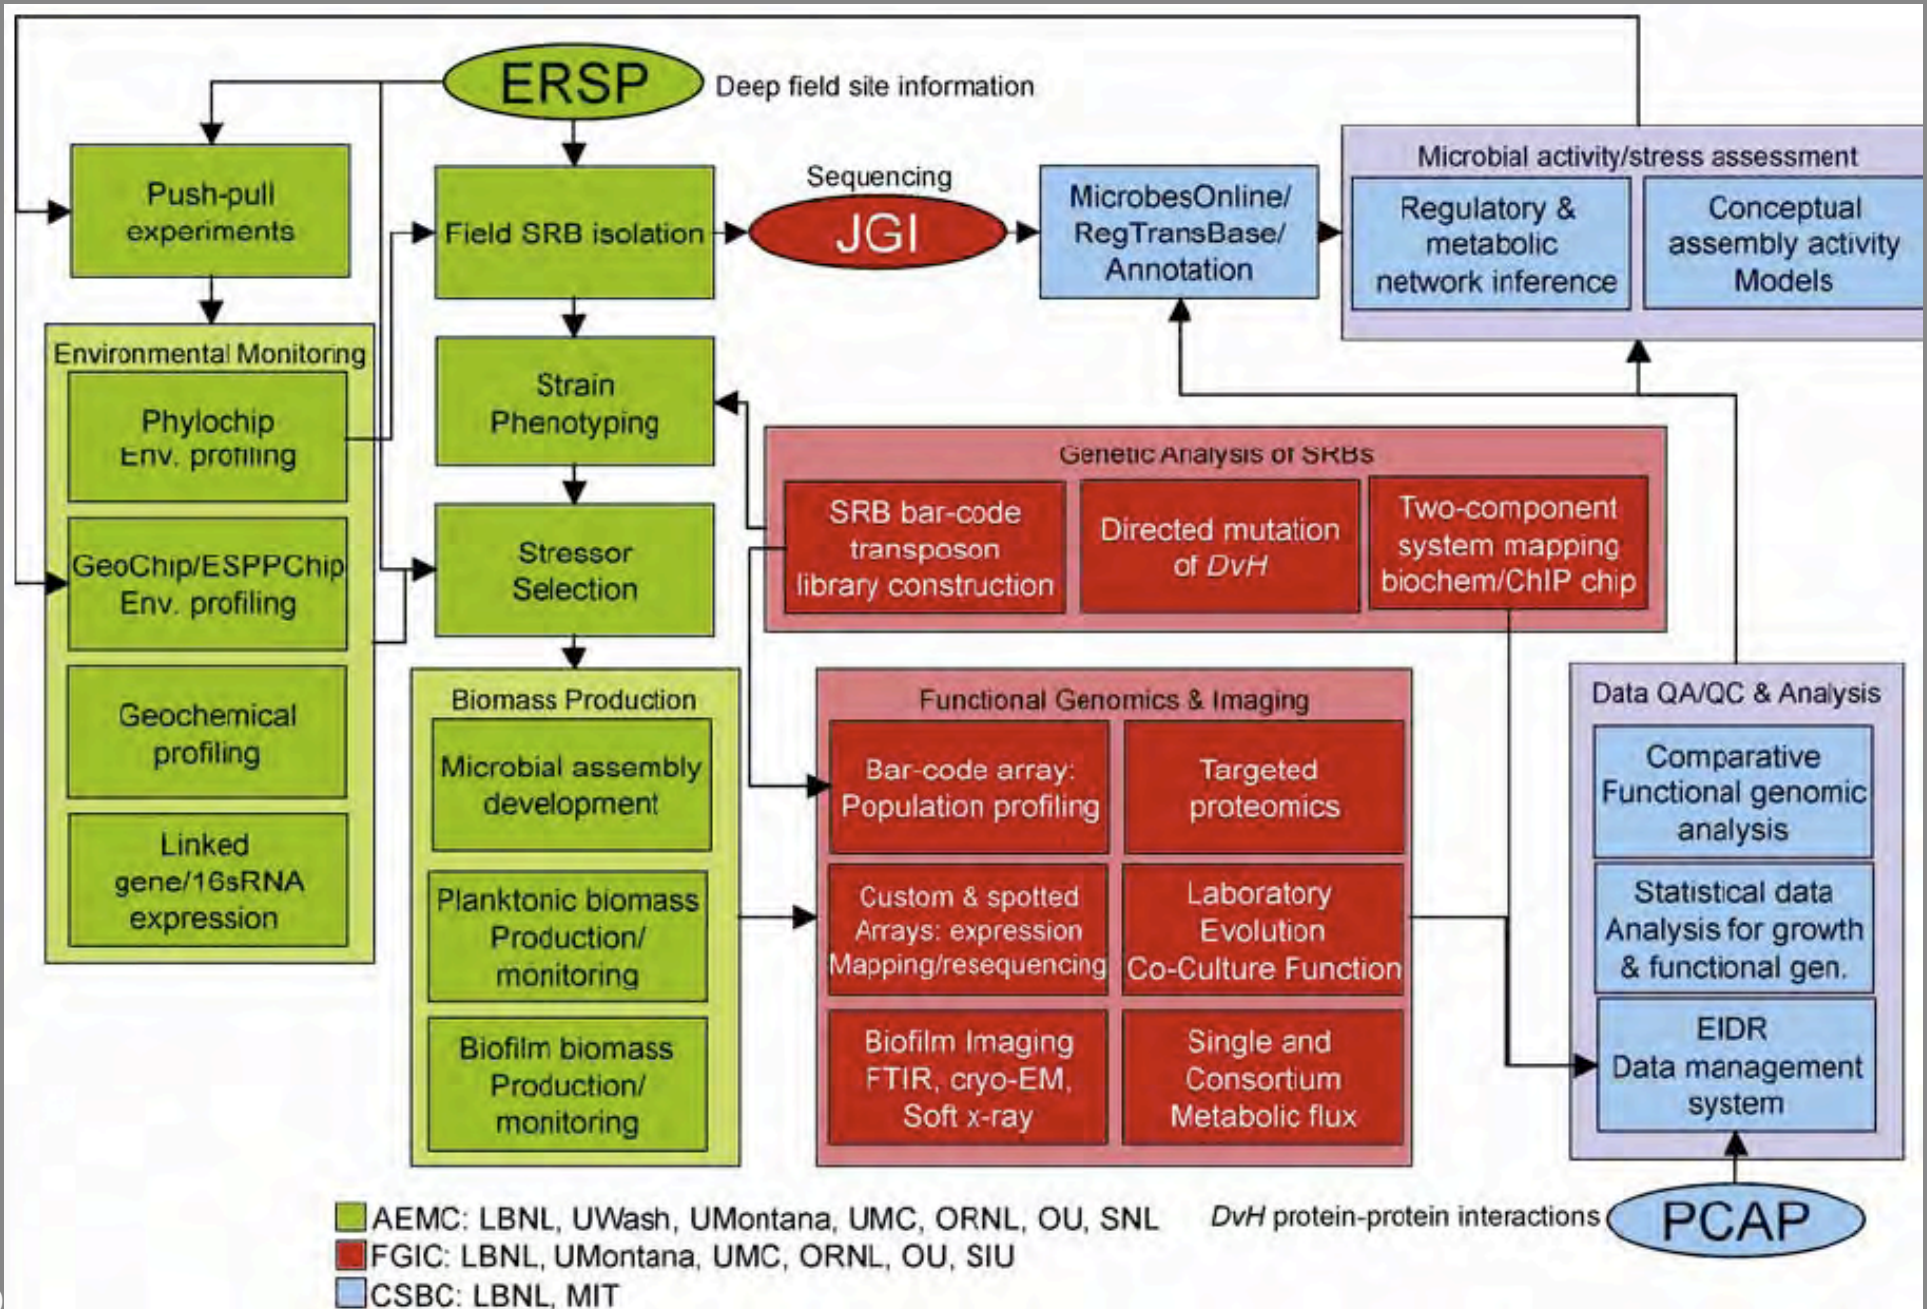 ERSP
Deep field site information
Push-pull
experiments
Field SRB isolation
Sequencing
JGI
MicrobesOnline/
RegTransBase/
Annotation
Microbial activity/stress assessment
Regulatory &
metabolic
network inference
Conceptual
assembly activity
Models
Environmental Monitoring
Phylochip
Env. profiling
GeoChip/ESPPChip
Env. profiling
Geochemical
profiling
Linked
gene/16sRNA
expression
Strain
Phenotyping
Stressor
Selection
Genetic Analysis of SRBs
SRB bar-code
transposon
library construction
Directed mutation
of DvH
Two-component
system mapping
biochem/ChIP chip
Biomass Production
Microbial assembly
development
Planktonic biomass
Production/
monitoring
Biofilm biomass
Production/
monitoring
Functional Genomics & Imaging
Bar-code array:
Population profiling
Targeted
proteomics
Custom & spotted
Arrays: expression
Mapping/resequencing
Laboratory
Evolution
Co-Culture Function
Biofilm Imaging
FTIR, cryo-EM,
Soft x-ray
Single and
Consortium
Metabolic flux
Data QA/QC & Analysis
Comparative
Functional genomic
analysis
Statistical data
Analysis for growth
& functional gen.
EIDR
Data management
system
DvH protein-protein interactions
PCAP
AEMC: LBNL, UWash, UMontana, UMC, ORNL, OU, SNL
FGIC: LBNL, UMontana, UMC, ORNL, OU, SIU
CSBC: LBNL, MIT